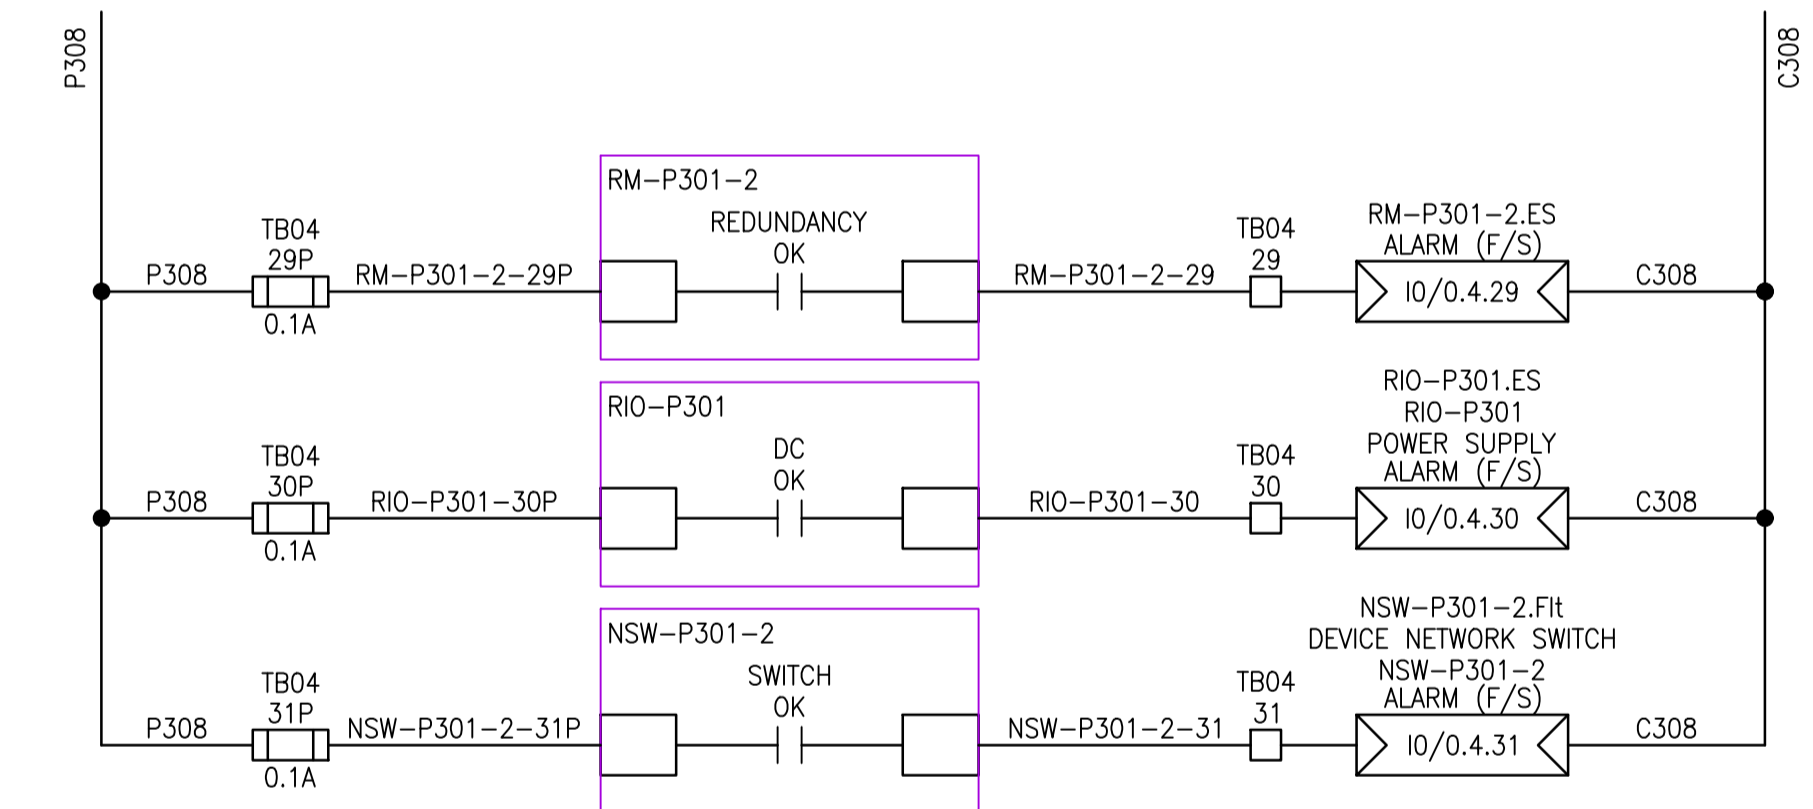 P308
C308
RM-P301-2
REDUNDANCY
OK
TB04
29P
0.1A
P308
RM-P301-2-29P
RM-P301-2-29
TB04
29
RM-P301-2.ES
ALARM (F/S)
IO/0.4.29
C308
RIO-P301
DC
OK
TB04
30P
0.1A
P308
RIO-P301-30P
RIO-P301-30
TB04
30
RIO-P301.ES
RIO-P301
POWER SUPPLY
ALARM (F/S)
IO/0.4.30
C308
NSW-P301-2
SWITCH
OK
TB04
31P
0.1A
P308
NSW-P301-2-31P
NSW-P301-2-31
TB04
31
NSW-P301-2.Flt
DEVICE NETWORK SWITCH
NSW-P301-2
ALARM (F/S)
IO/0.4.31
C308